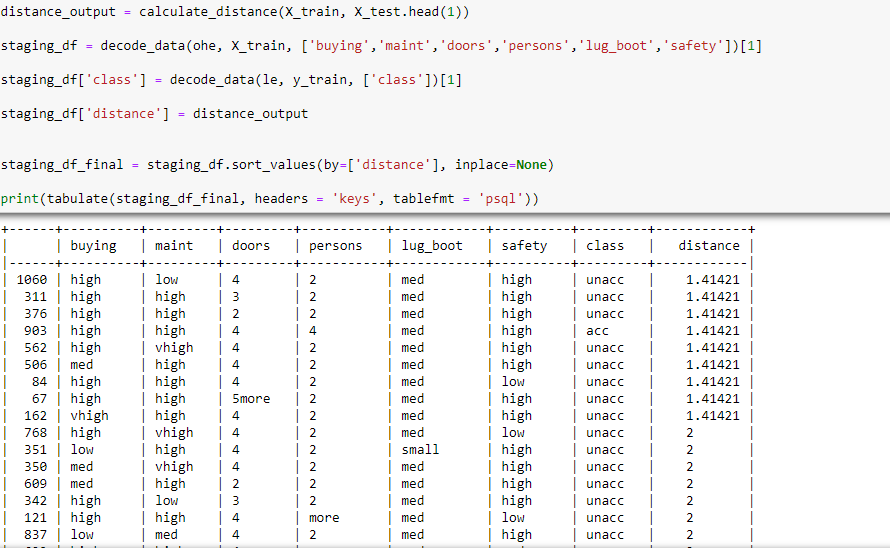 distance_output = calculate_distance(X_train, X_test.head(1))
staging_df = decode_data(ohe, X_train, ['buying','maint','doors','persons','lug_boot','safety'])[1]
staging_df['class'] = decode_data(le, y_train, ['class'])[1]
staging_df['distance'] = distance_output
staging_df_final = staging_df.sort_values(by=['distance'], inplace=None)
print(tabulate(staging_df_final, headers = 'keys', tablefmt = 'psql'))
+------+----------+---------+---------+-----------+------------+----------+---------+------------+
|      | buying   | maint   | doors   | persons   | lug_boot   | safety   | class   |   distance |
|------+----------+---------+---------+-----------+------------+----------+---------+------------|
| 1060 | high     | low     | 4       | 2         | med        | high     | unacc   |    1.41421 |
|  311 | high     | high    | 3       | 2         | med        | high     | unacc   |    1.41421 |
|  376 | high     | high    | 2       | 2         | med        | high     | unacc   |    1.41421 |
|  903 | high     | high    | 4       | 4         | med        | high     | acc     |    1.41421 |
|  562 | high     | vhigh   | 4       | 2         | med        | high     | unacc   |    1.41421 |
|  506 | med      | high    | 4       | 2         | med        | high     | unacc   |    1.41421 |
|   84 | high     | high    | 4       | 2         | med        | low      | unacc   |    1.41421 |
|   67 | high     | high    | 5more   | 2         | med        | high     | unacc   |    1.41421 |
|  162 | vhigh    | high    | 4       | 2         | med        | high     | unacc   |    1.41421 |
|  768 | high     | vhigh   | 4       | 2         | med        | low      | unacc   |    2       |
|  351 | low      | high    | 4       | 2         | small      | high     | unacc   |    2       |
|  350 | med      | vhigh   | 4       | 2         | med        | high     | unacc   |    2       |
|  609 | med      | high    | 2       | 2         | med        | high     | unacc   |    2       |
|  342 | high     | low     | 3       | 2         | med        | high     | unacc   |    2       |
|  121 | high     | high    | 4       | more      | med        | low      | unacc   |    2       |
|  837 | low      | med     | 4       | 2         | med        | high     | unacc   |    2       |